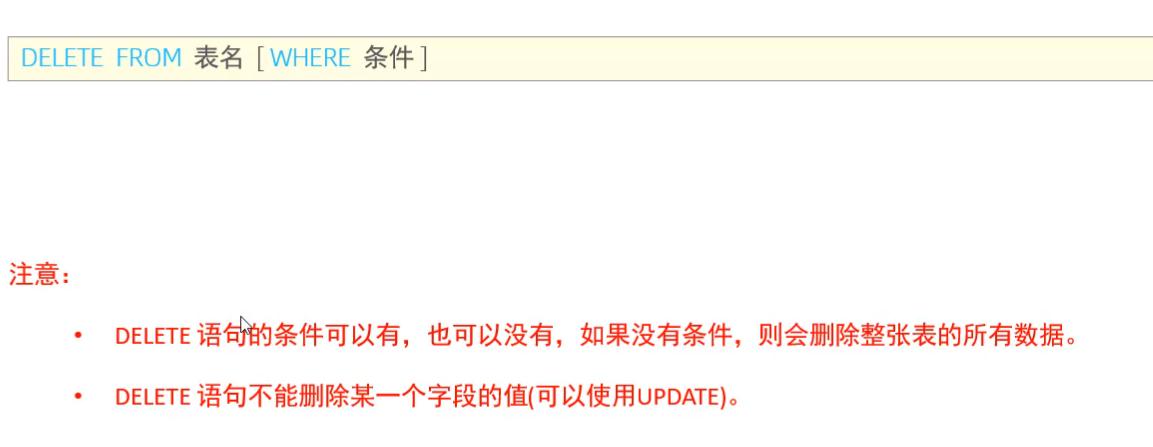 DELETE FROM 表名 [ WHERE 条件 ]
注意：
• DELETE 语句的条件可以有，也可以没有，如果没有条件，则会删除整张表的所有数据。
• DELETE 语句不能删除某一个字段的值(可以使用UPDATE)。